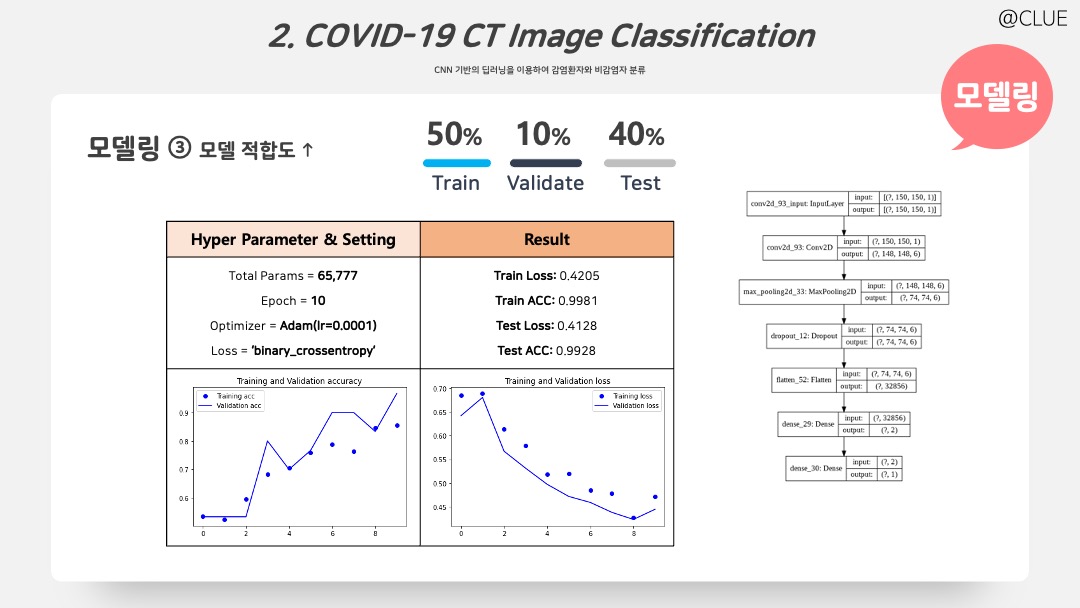 @CLUE
2. COVID-19 CT Image Classification
CNN 기반의 딥러닝을 이용하여 감염환자와 비감염자 분류
모델링
모델링 ③ 모델 적합도 ↑
50% 10% 40%
Train Validate Test
Hyper Parameter & Setting
Result
Total Params = 65,777
Epoch = 10
Optimizer = Adam(lr=0.0001)
Loss = 'binary_crossentropy'
Train Loss: 0.4205
Train ACC: 0.9981
Test Loss: 0.4128
Test ACC: 0.9928
Training and Validation accuracy
Training acc
Validation acc
0.9
0.8
0.7
0.6
0 2 4 6 8
Training and Validation loss
Training loss
Validation loss
0.70
0.65
0.60
0.55
0.50
0.45
0 2 4 6 8
conv2d_93_input: InputLayer
input: [(?, 150, 150, 1)]
output: [(?, 150, 150, 1)]
conv2d_93: Conv2D
input: (?, 150, 150, 1)
output: (?, 148, 148, 6)
max_pooling2d_33: MaxPooling2D
input: (?, 148, 148, 6)
output: (?, 74, 74, 6)
dropout_12: Dropout
input: (?, 74, 74, 6)
output: (?, 74, 74, 6)
flatten_52: Flatten
input: (?, 74, 74, 6)
output: (?, 32856)
dense_29: Dense
input: (?, 32856)
output: (?, 2)
dense_30: Dense
input: (?, 2)
output: (?, 1)